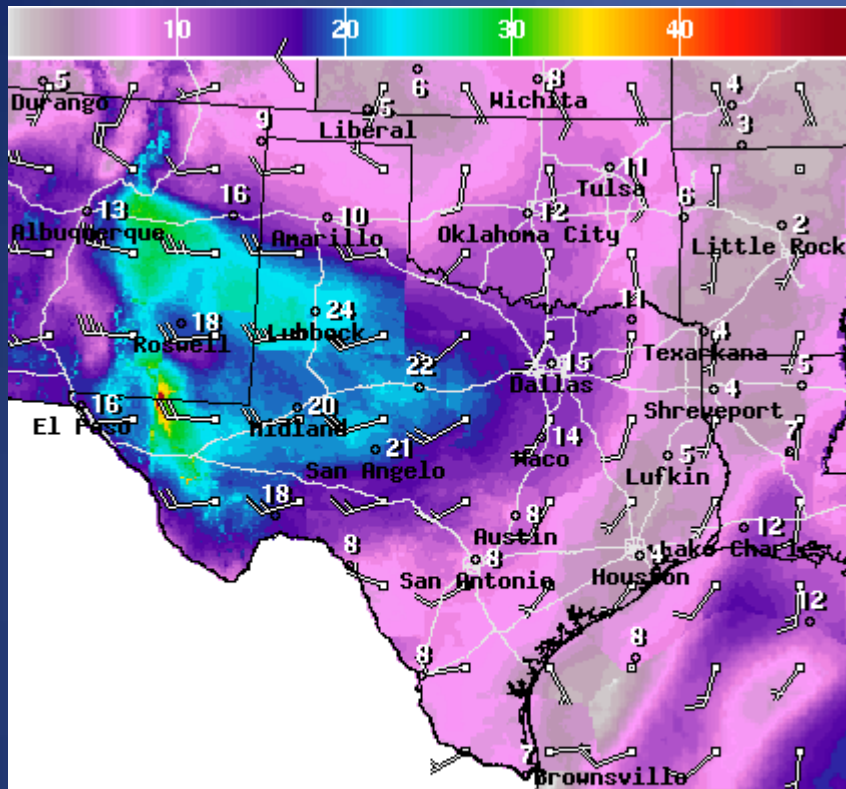 10 20 30 40
5 6 8 4
Durango Wichita
5
Liberal
9 3
11
Tulsa
13 16 10 12 6 2
Albuquerque Amarillo Oklahoma City Little Rock
24 11
18 Lubbock 4
Roswell Texarkana
15
22 Dallas 5
4
16 20 Shreveport
El Paso Midland
14 7
21 Waco 5
San Angelo Lufkin
18 8 12
Austin
8 8 4 Lake Charles
San Antonio Houston
12
8 8
7
Brownsville